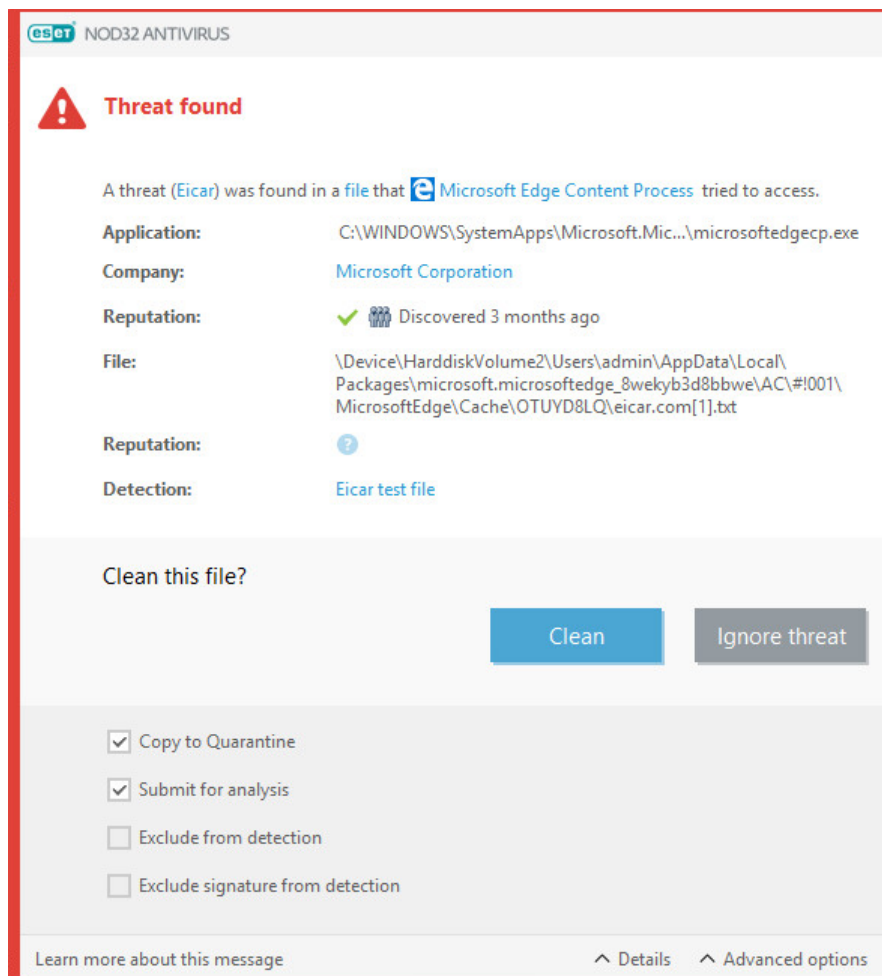 eset NOD32 ANTIVIRUS
Threat found
A threat (Eicar) was found in a file that Microsoft Edge Content Process tried to access.
Application: C:\WINDOWS\SystemApps\Microsoft.Mic...\microsoftedgecp.exe
Company: Microsoft Corporation
Reputation: Discovered 3 months ago
File: \Device\HarddiskVolume2\Users\admin\AppData\Local\
Packages\microsoft.microsoftedge_8wekyb3d8bbwe\AC\#!001\
MicrosoftEdge\Cache\OTUYD8LQ\eicar.com[1].txt
Reputation: ?
Detection: Eicar test file
Clean this file?
Clean Ignore threat
Copy to Quarantine
Submit for analysis
Exclude from detection
Exclude signature from detection
Learn more about this message Details Advanced options